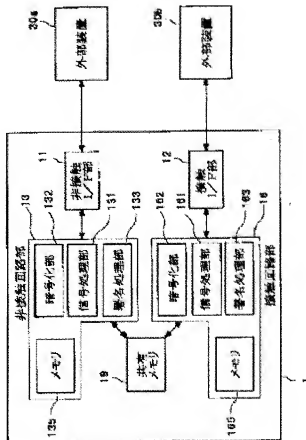 30a
外部装置
30b
外部装置
11
非接触
I/F部
12
接触
I/F部
13
非接触回路部
暗号化部
132
信号処理部
131
署名処理部
133
メモリ
135
19
共有
メモリ
162
暗号化部
161
信号処理部
163
署名処理部
16
接触回路部
メモリ
165
1